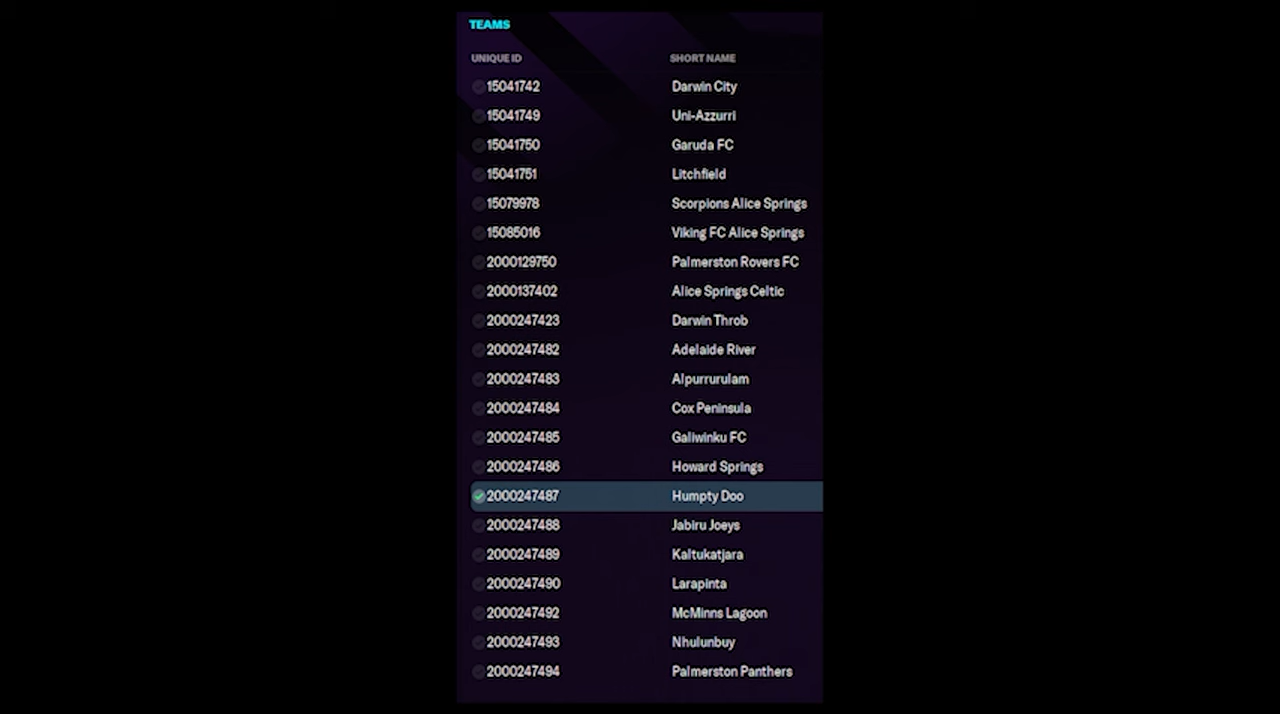 TEAMS
UNIQUE ID SHORT NAME
15041742 Darwin City
15041749 Uni-Azzurri
15041750 Garuda FC
15041751 Litchfield
15079978 Scorpions Alice Springs
15085016 Viking FC Alice Springs
2000129750 Palmerston Rovers FC
2000137402 Alice Springs Celtic
2000247423 Darwin Throb
2000247482 Adelaide River
2000247483 Alpurrurulam
2000247484 Cox Peninsula
2000247485 Galiwinku FC
2000247486 Howard Springs
2000247487 Humpty Doo
2000247488 Jabiru Joeys
2000247489 Kaltukatjara
2000247490 Larapinta
2000247492 McMinns Lagoon
2000247493 Nhulunbuy
2000247494 Palmerston Panthers